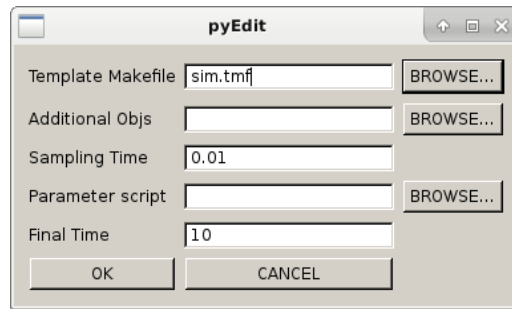 pyEdit
Template Makefile sim.tmf BROWSE...
Additional Objs BROWSE...
Sampling Time 0.01
Parameter script BROWSE...
Final Time 10
OK CANCEL